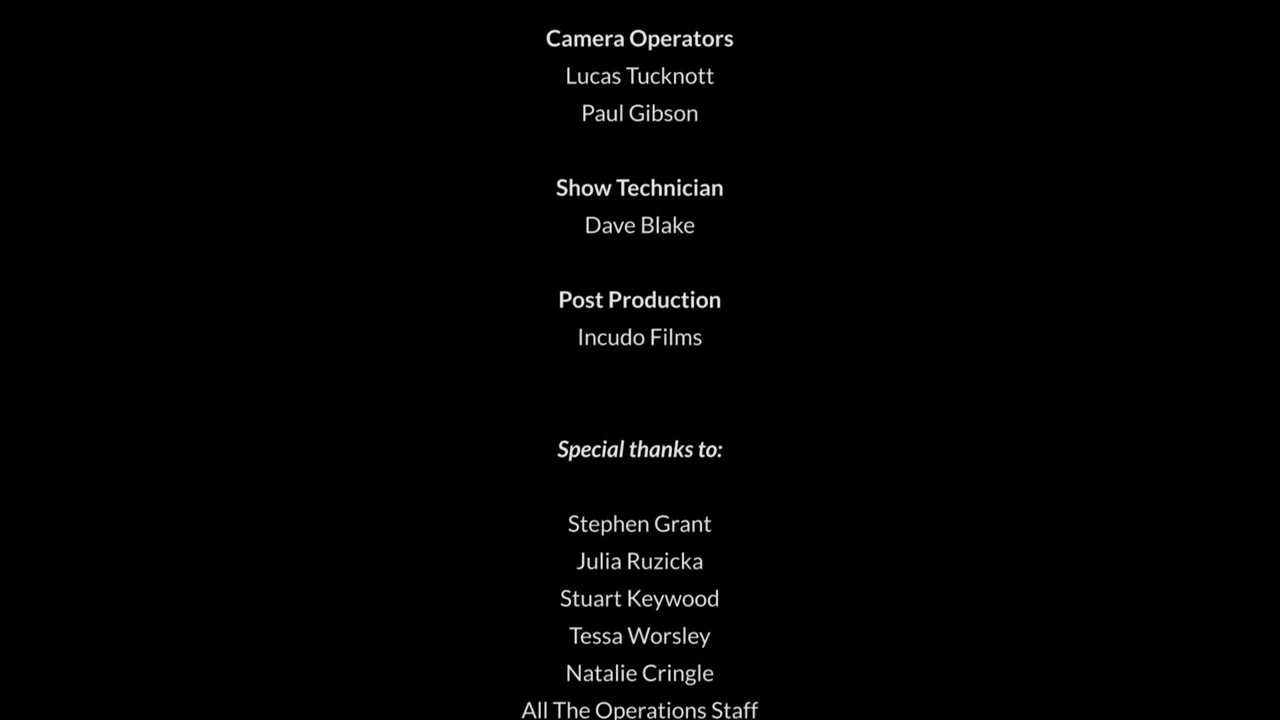 Camera Operators
Lucas Tucknott
Paul Gibson
Show Technician
Dave Blake
Post Production
Incudo Films
Special thanks to:
Stephen Grant
Julia Ruzicka
Stuart Keywood
Tessa Worsley
Natalie Cringle
All The Operations Staff